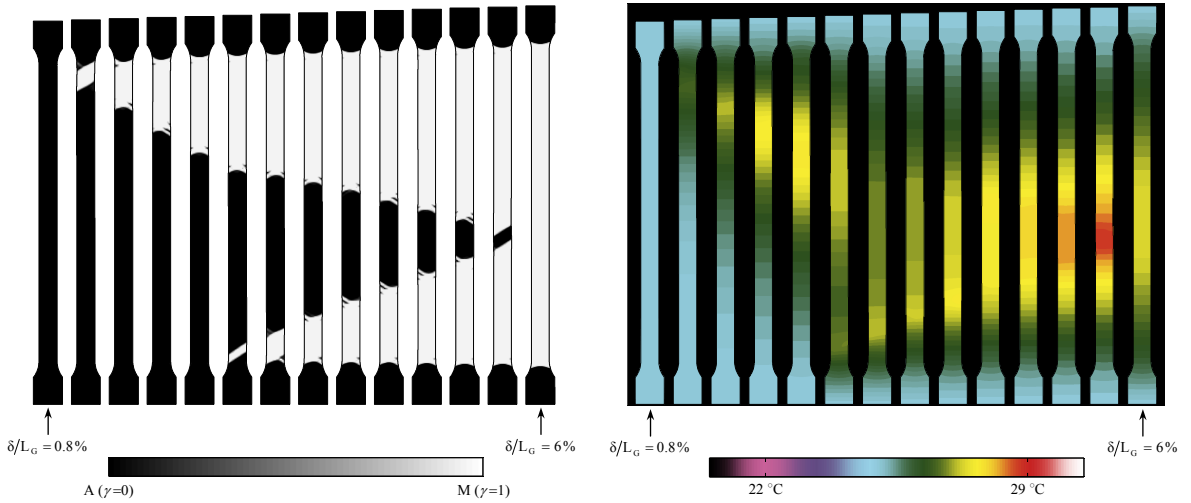 δ/L_G = 0.8%
δ/L_G = 6%
A (γ=0)
M (γ=1)
δ/L_G = 0.8%
δ/L_G = 6%
22 °C
29 °C